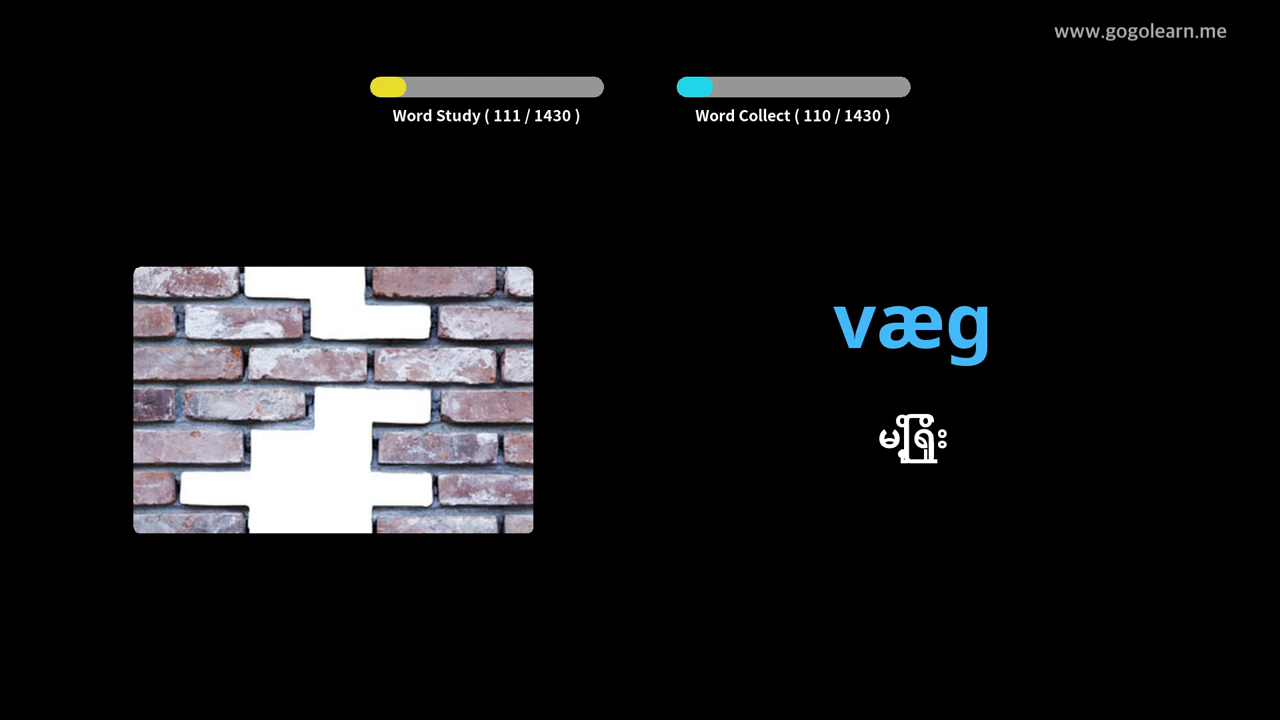 www.gogolearn.me
Word Study ( 111 / 1430 )
Word Collect ( 110 / 1430 )
væg
မြို့ရိုး